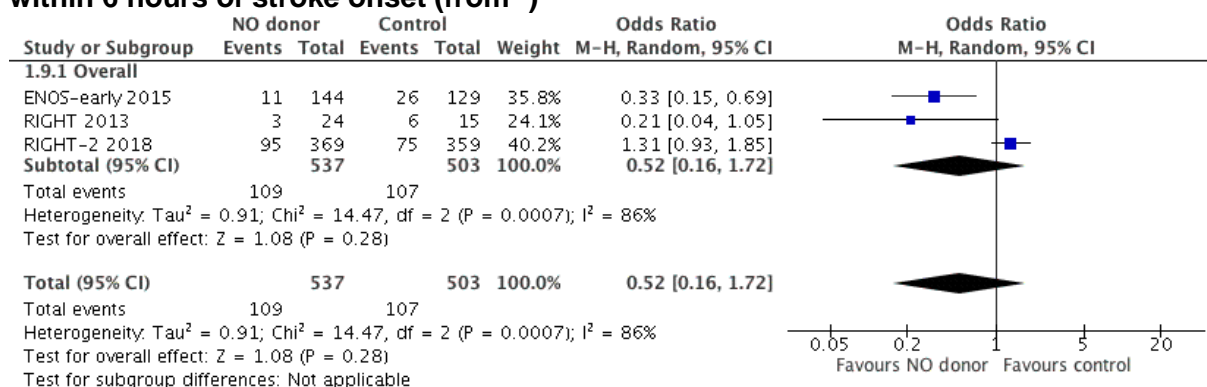 within 6 hours of stroke onset (from
NO donor Control Odds Ratio Odds Ratio
Study or Subgroup Events Total Events Total Weight M-H, Random, 95% CI M-H, Random, 95% CI
1.9.1 Overall
ENOS-early 2015 11 144 26 129 35.8% 0.33 [0.15, 0.69]
RIGHT 2013 3 24 6 15 24.1% 0.21 [0.04, 1.05]
RIGHT-2 2018 95 369 75 359 40.2% 1.31 [0.93, 1.85]
Subtotal (95% CI) 537 503 100.0% 0.52 [0.16, 1.72]
Total events 109 107
Heterogeneity: Tau² = 0.91; Chi² = 14.47, df = 2 (P = 0.0007); I² = 86%
Test for overall effect: Z = 1.08 (P = 0.28)
Total (95% CI) 537 503 100.0% 0.52 [0.16, 1.72]
Total events 109 107
Heterogeneity: Tau² = 0.91; Chi² = 14.47, df = 2 (P = 0.0007); I² = 86%
Test for overall effect: Z = 1.08 (P = 0.28)
Test for subgroup differences: Not applicable
0.05 0.2 1 5 20
Favours NO donor Favours control